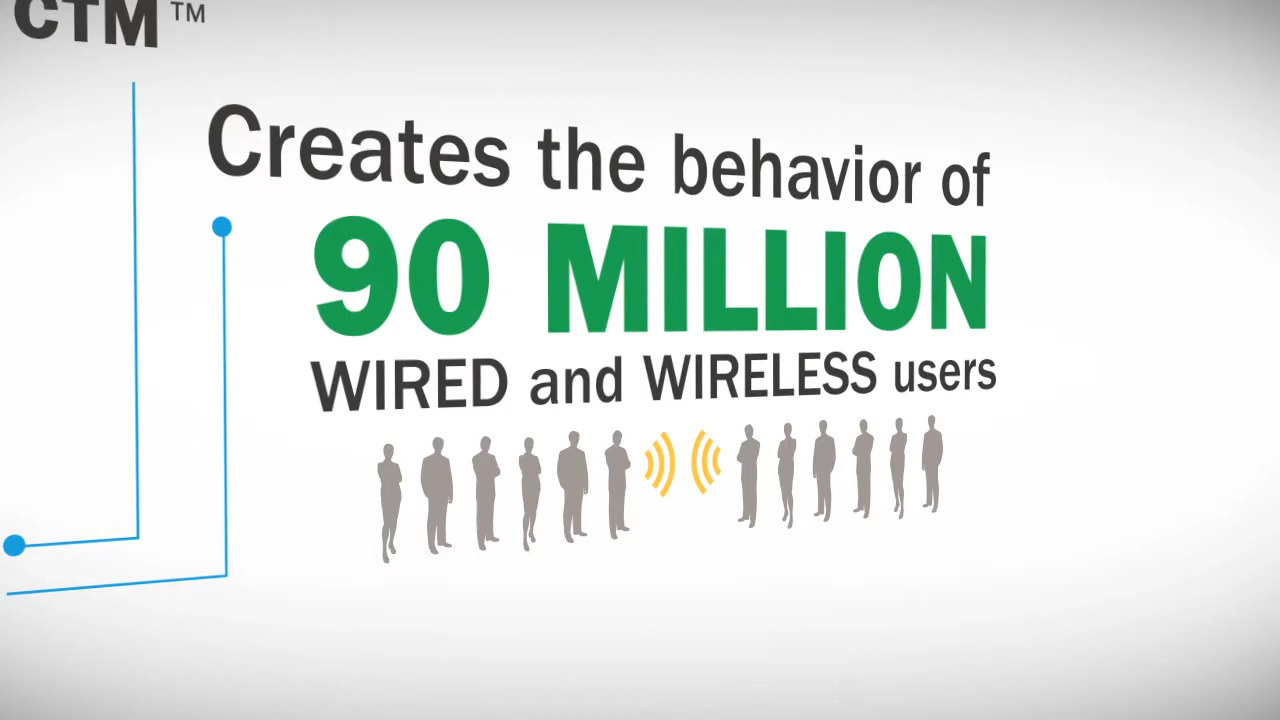 CTM™
Creates the behavior of
90 MILLION
WIRED and WIRELESS users